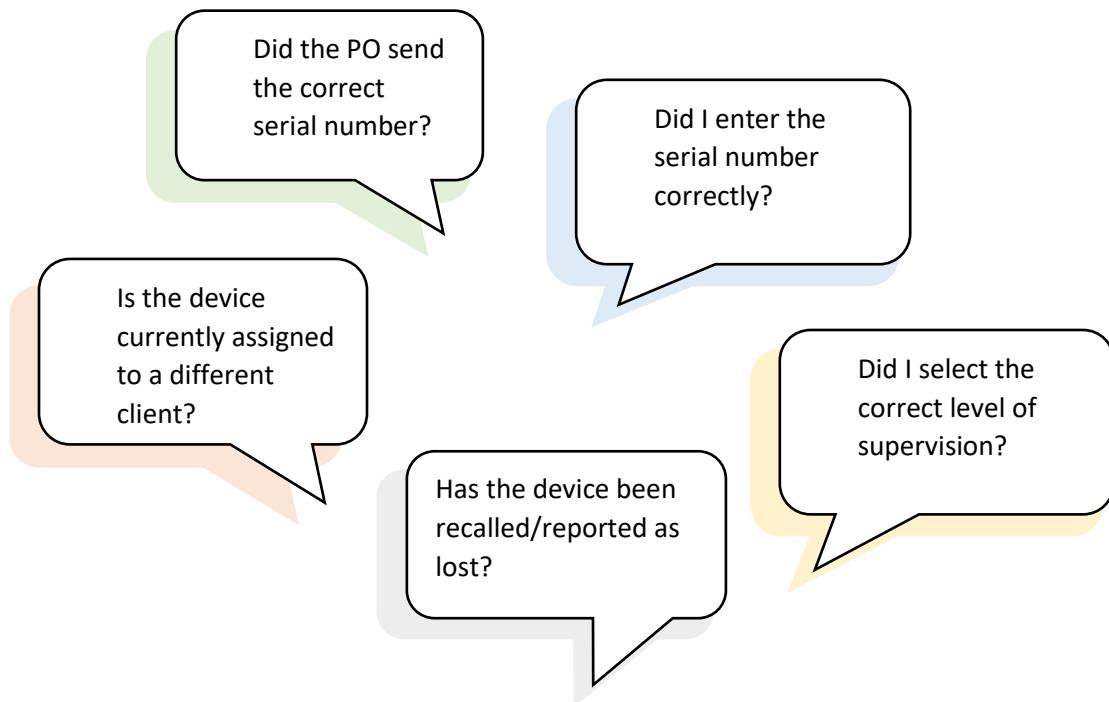 Did the PO send
the correct
serial number?
Did I enter the
serial number
correctly?
Is the device
currently assigned
to a different
client?
Did I select the
correct level of
supervision?
Has the device been
recalled/reported as
lost?